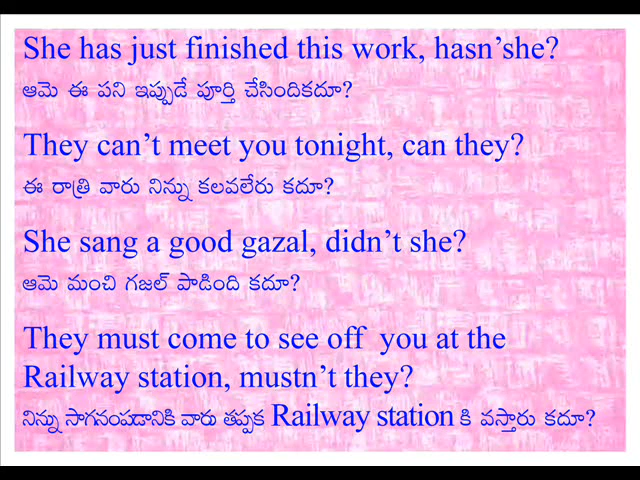 She has just finished this work, hasn’she?
ఆమె ఈ పని ఇప్పుడే పూర్తి చేసిందికదూ?
They can’t meet you tonight, can they?
ఈ రాత్రి వారు నిన్ను కలవలేరు కదూ?
She sang a good gazal, didn’t she?
ఆమె మంచి గజల్ పాడింది కదూ?
They must come to see off you at the
Railway station, mustn’t they?
నిన్ను సాగనంపడానికి వారు తప్పక Railway station కి వస్తారు కదూ?